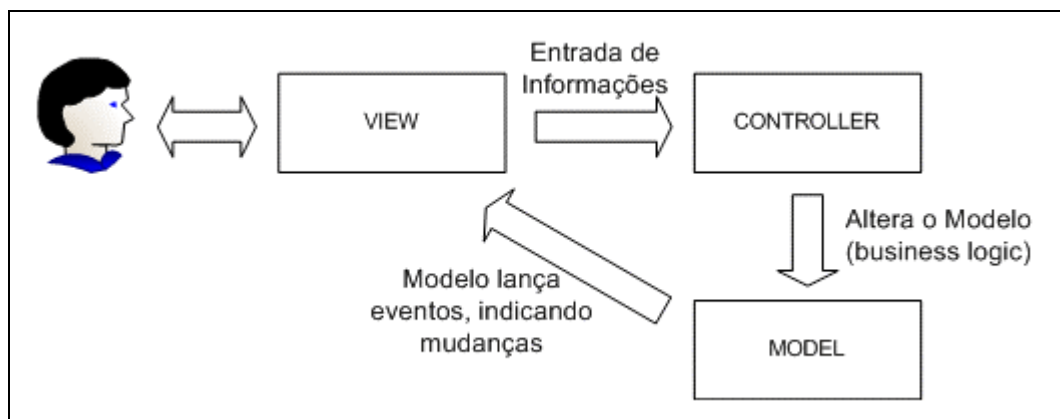 VIEW
Entrada de
Informações
CONTROLLER
Altera o Modelo
(business logic)
Modelo lança
eventos, indicando
mudanças
MODEL